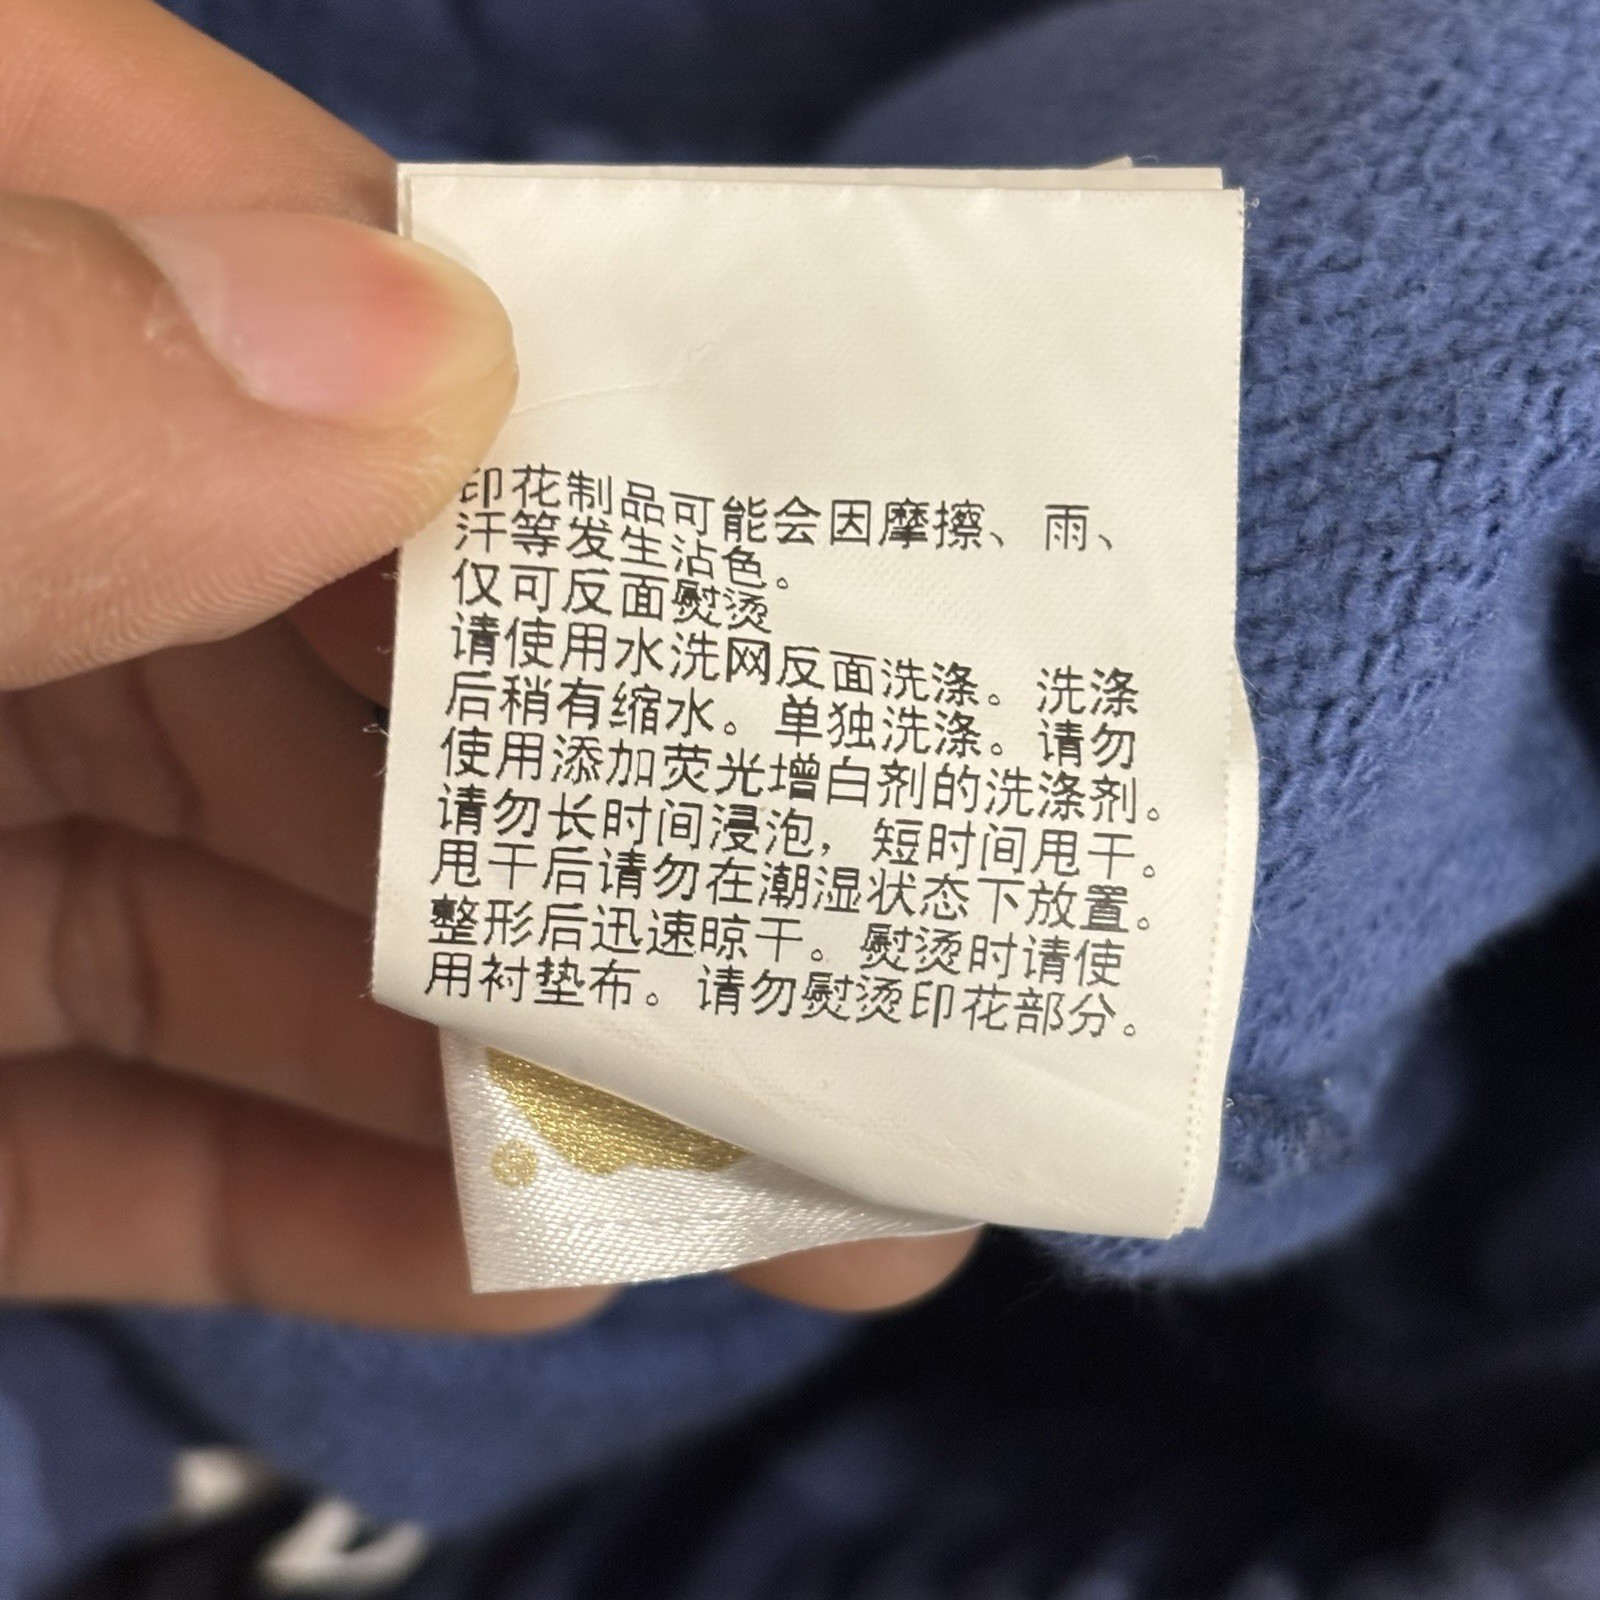 印花制品可能会因摩擦、雨、
汗等发生沾色。
仅可反面熨烫
请使用水洗网反面洗涤。洗涤
后稍有缩水。单独洗涤。请勿
使用添加荧光增白剂的洗涤剂。
请勿长时间浸泡，短时间甩干。
甩干后请勿在潮湿状态下放置。
整形后迅速晾干。熨烫时请使
用衬垫布。请勿熨烫印花部分。